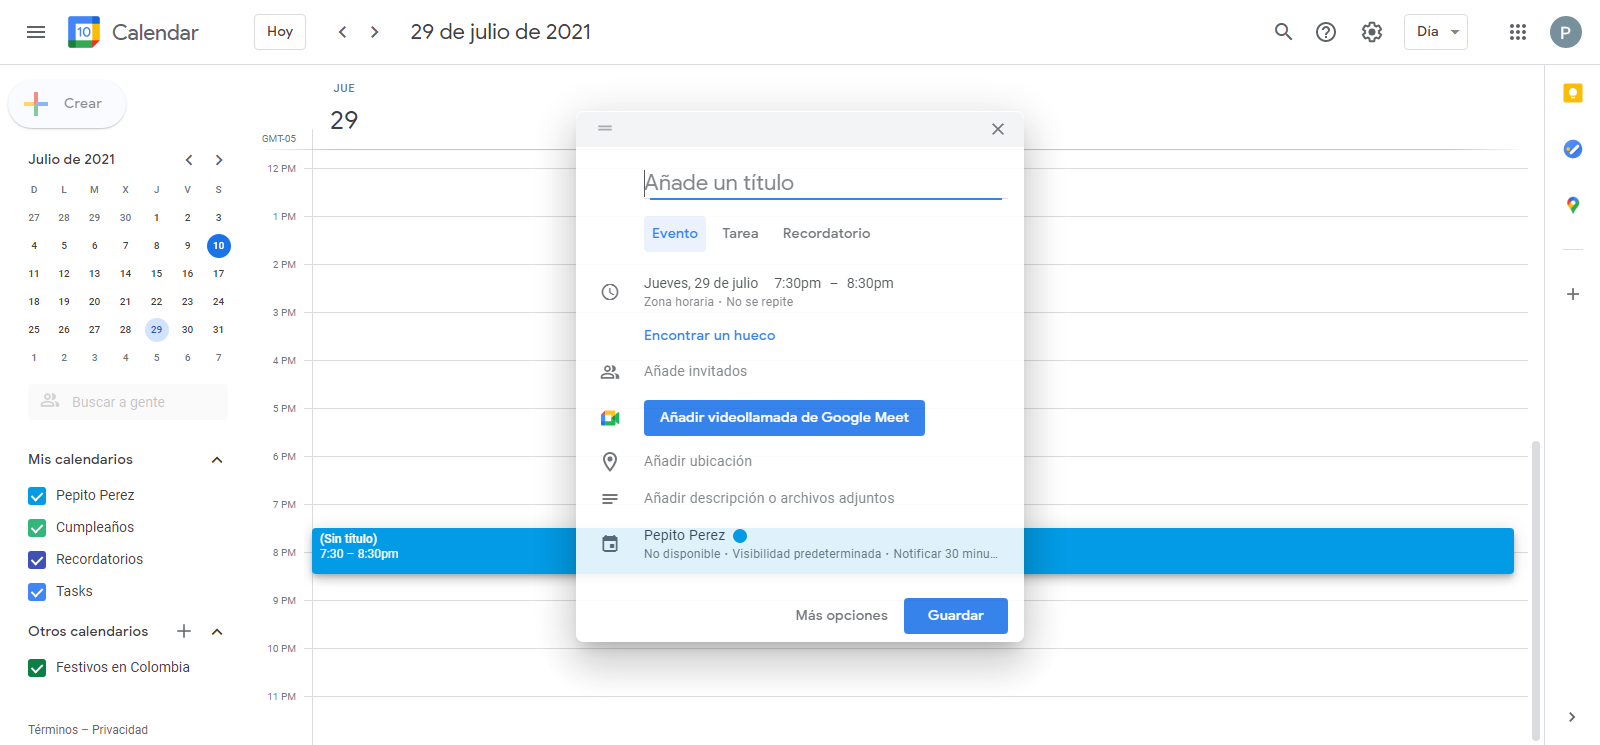 10 Calendar
Hoy
29 de julio de 2021
Día
P
Crear
Julio de 2021
D L M X J V S
27 28 29 30 1 2 3
4 5 6 7 8 9 10
11 12 13 14 15 16 17
18 19 20 21 22 23 24
25 26 27 28 29 30 31
1 2 3 4 5 6 7
Buscar a gente
Mis calendarios
Pepito Perez
Cumpleaños
Recordatorios
Tasks
Otros calendarios
Festivos en Colombia
Términos – Privacidad
JUE
29
GMT-05
12 PM
1 PM
2 PM
3 PM
4 PM
5 PM
6 PM
7 PM
8 PM
9 PM
10 PM
11 PM
(Sin título)
7:30 – 8:30pm
Añade un título
Evento Tarea Recordatorio
Jueves, 29 de julio 7:30pm – 8:30pm
Zona horaria · No se repite
Encontrar un hueco
Añade invitados
Añadir videollamada de Google Meet
Añadir ubicación
Añadir descripción o archivos adjuntos
Pepito Perez
No disponible · Visibilidad predeterminada · Notificar 30 minu...
Más opciones
Guardar